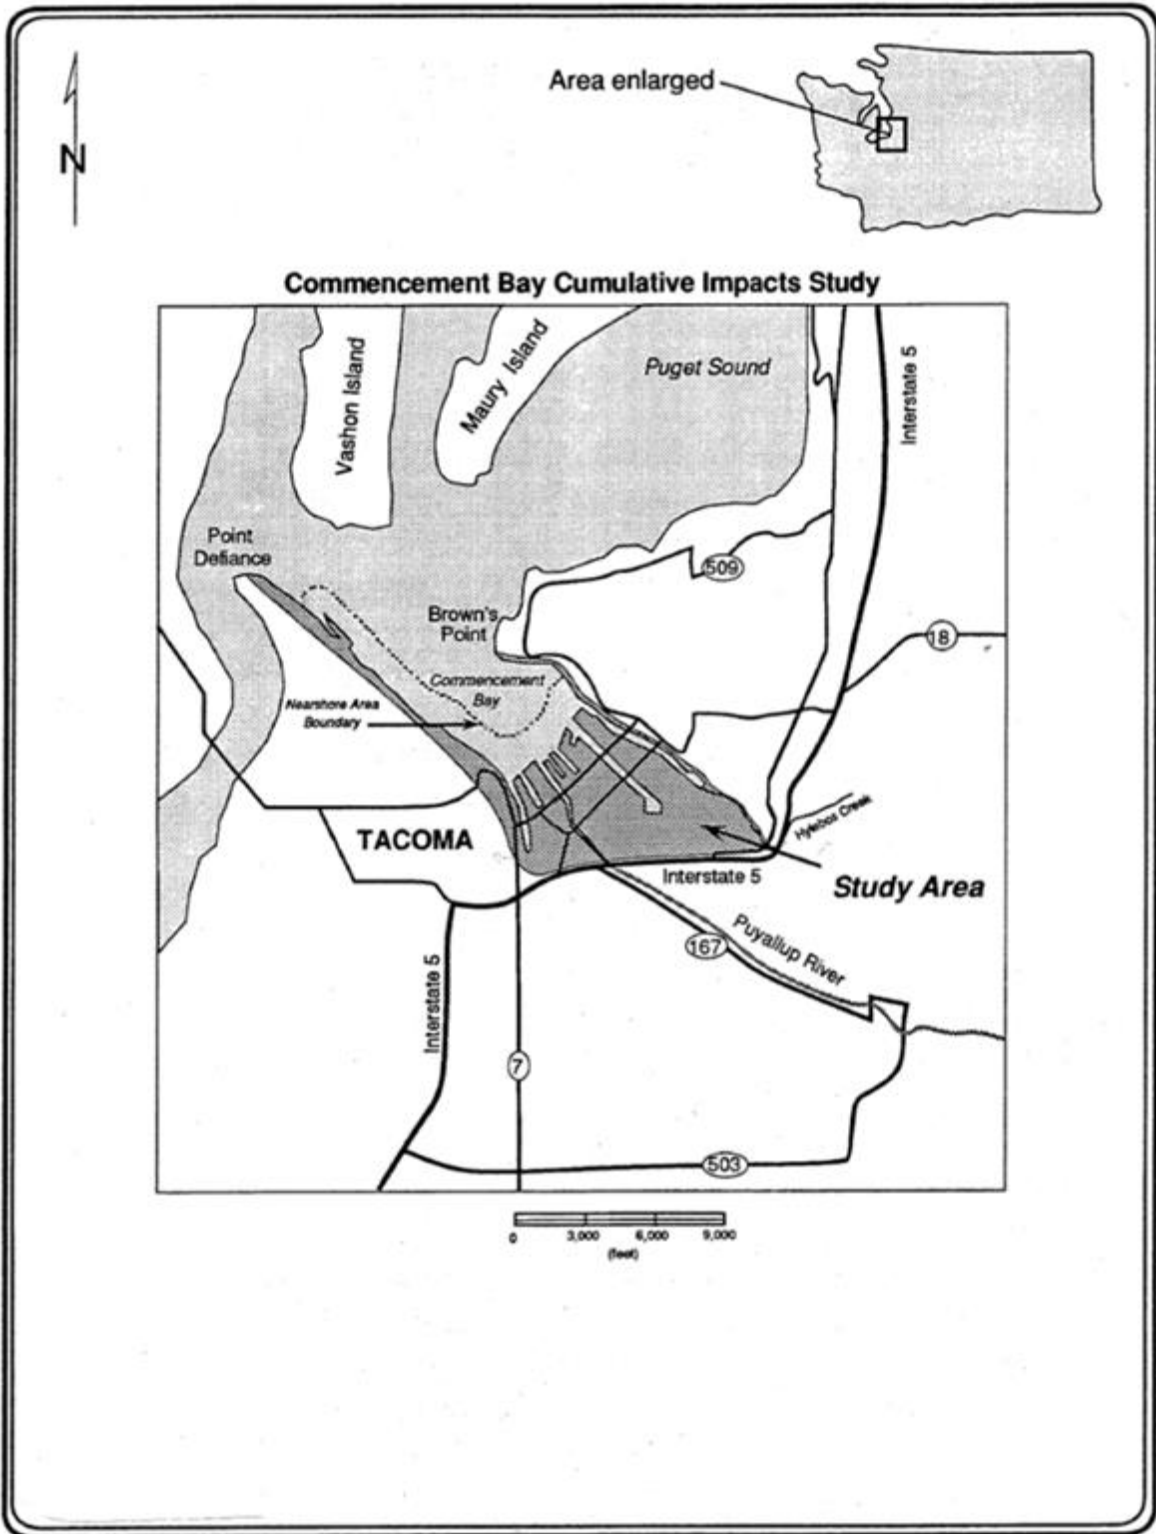 Area enlarged
N
Commencement Bay Cumulative Impacts Study
Puget Sound
Vashon Island
Maury Island
Interstate 5
Point
Defiance
509
Brown's
Point
18
Commencement
Bay
Nearshore Area
Boundary
Hylebos Creek
TACOMA
Interstate 5
Study Area
167
Puyallup River
Interstate 5
7
503
0
3,000
6,000
9,000
(feet)